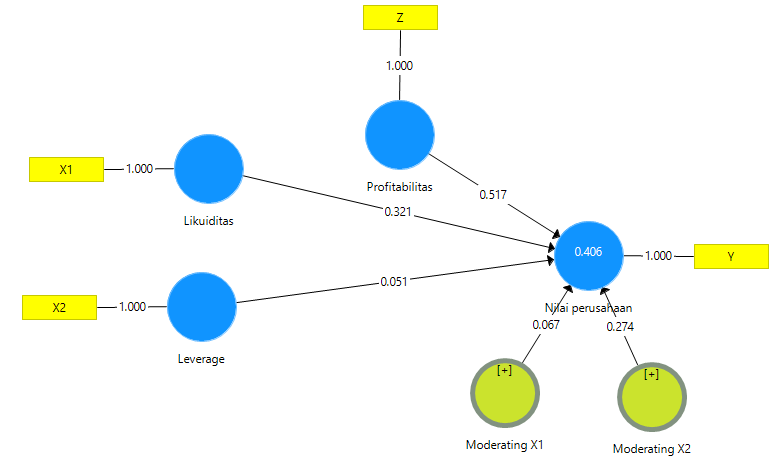 Z
1.000
Profitabilitas
X1
1.000
Likuiditas
0.517
0.321
0.406
1.000
Y
Nilai perusahaan
0.051
X2
1.000
Leverage
0.067
0.274
[+]
[+]
Moderating X1
Moderating X2